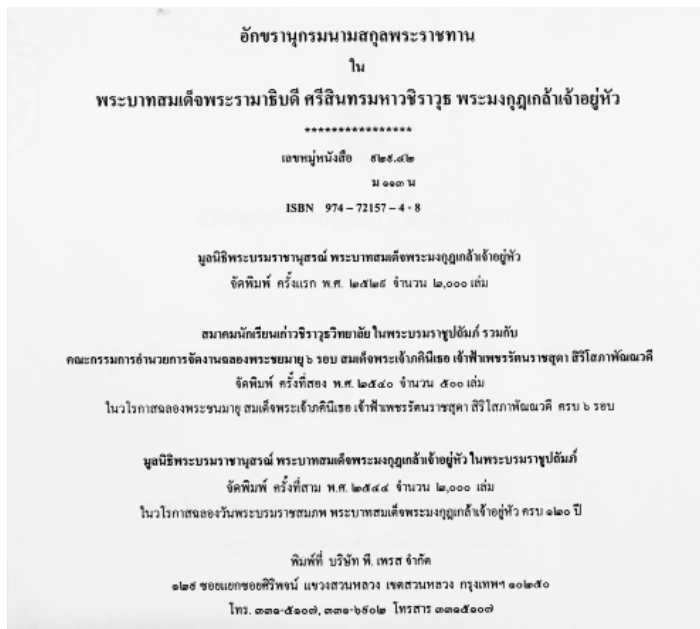 อักขรานุกรมนามสกุลพระราชทาน
ใน
พระบาทสมเด็จพระรามาธิบดี ศรีสินทรมหาวชิราวุธ พระมงกุฎเกล้าเจ้าอยู่หัว
****************
เลขหมู่หนังสือ ๙๒๙.๔๒
ม ๑๑๓ น
ISBN 974 – 72157 – 4 - 8
มูลนิธิพระบรมราชานุสรณ์ พระบาทสมเด็จพระมงกุฎเกล้าเจ้าอยู่หัว
จัดพิมพ์ ครั้งแรก พ.ศ. ๒๕๒๙ จำนวน ๒,๐๐๐ เล่ม
สมาคมนักเรียนเก่าวชิราวุธวิทยาลัย ในพระบรมราชูปถัมภ์ รวมกับ
คณะกรรมการอำนวยการจัดงานฉลองพระชนมายุ ๖ รอบ สมเด็จพระเจ้าภคินีเธอ เจ้าฟ้าเพชรรัตนราชสุดา สิริโสภาพัณณวดี
จัดพิมพ์ ครั้งที่สอง พ.ศ. ๒๕๔๐ จำนวน ๕๐๐ เล่ม
ในวโรกาสฉลองพระชนมายุ สมเด็จพระเจ้าภคินีเธอ เจ้าฟ้าเพชรรัตนราชสุดา สิริโสภาพัณณวดี ครบ ๖ รอบ
มูลนิธิพระบรมราชานุสรณ์ พระบาทสมเด็จพระมงกุฎเกล้าเจ้าอยู่หัว ในพระบรมราชูปถัมภ์
จัดพิมพ์ ครั้งที่สาม พ.ศ. ๒๕๔๔ จำนวน ๒,๐๐๐ เล่ม
ในวโรกาสฉลองวันพระบรมราชสมภพ พระบาทสมเด็จพระมงกุฎเกล้าเจ้าอยู่หัว ครบ ๑๒๐ ปี
พิมพ์ที่ บริษัท พี. เพรส จำกัด
๑๒๙ ซอยแยกซอยศิริพจน์ แขวงสวนหลวง เขตสวนหลวง กรุงเทพฯ ๑๐๒๕๐
โทร. ๓๓๑-๕๑๐๗, ๓๓๑-๖๙๐๒ โทรสาร ๓๓๑๕๑๐๗